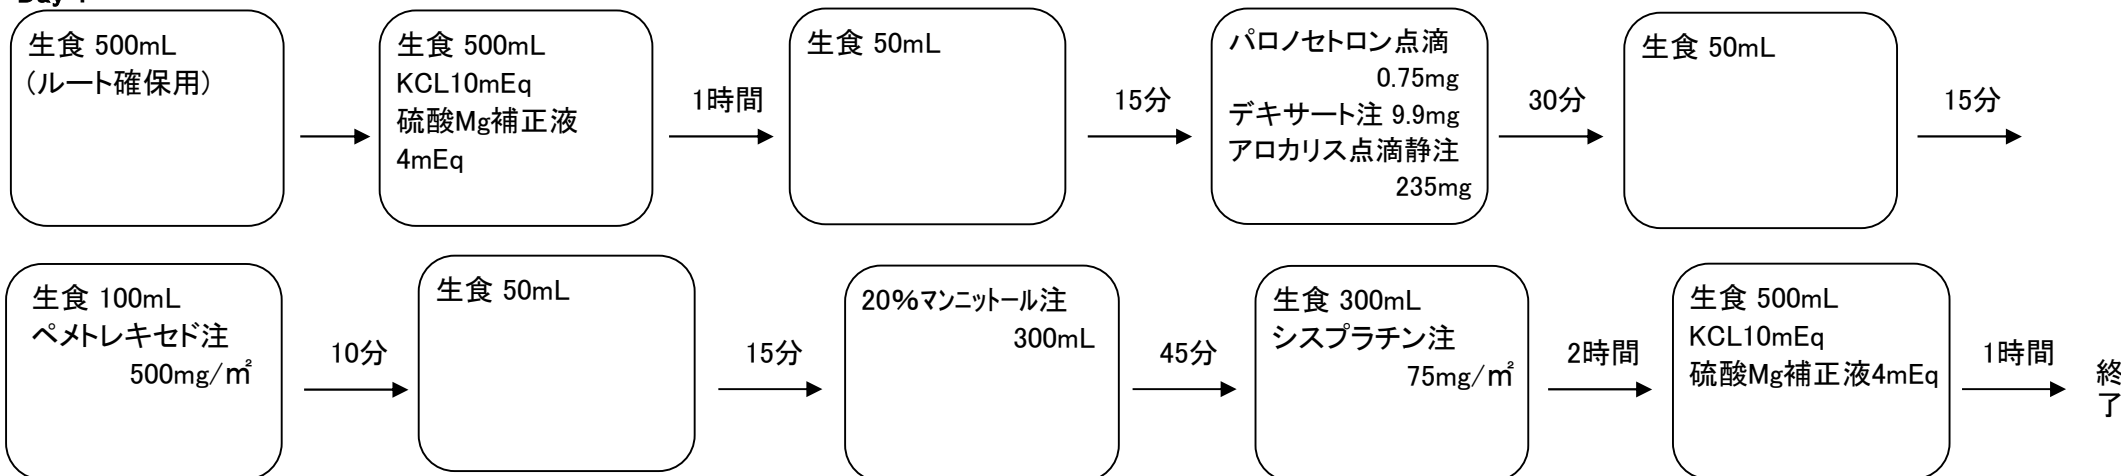 生食 500mL
(ルート確保用)
生食 500mL
KCL10mEq
硫酸Mg補正液
4mEq
1時間
生食 50mL
15分
パロノセトロン点滴
0.75mg
デキサート注 9.9mg
アロカリス点滴静注
235mg
30分
生食 50mL
15分
生食 100mL
ペメトレキセド注
500mg/㎡
10分
生食 50mL
15分
20%マンニットール注
300mL
45分
生食 300mL
シスプラチン注
75mg/㎡
2時間
生食 500mL
KCL10mEq
硫酸Mg補正液4mEq
1時間
終
了